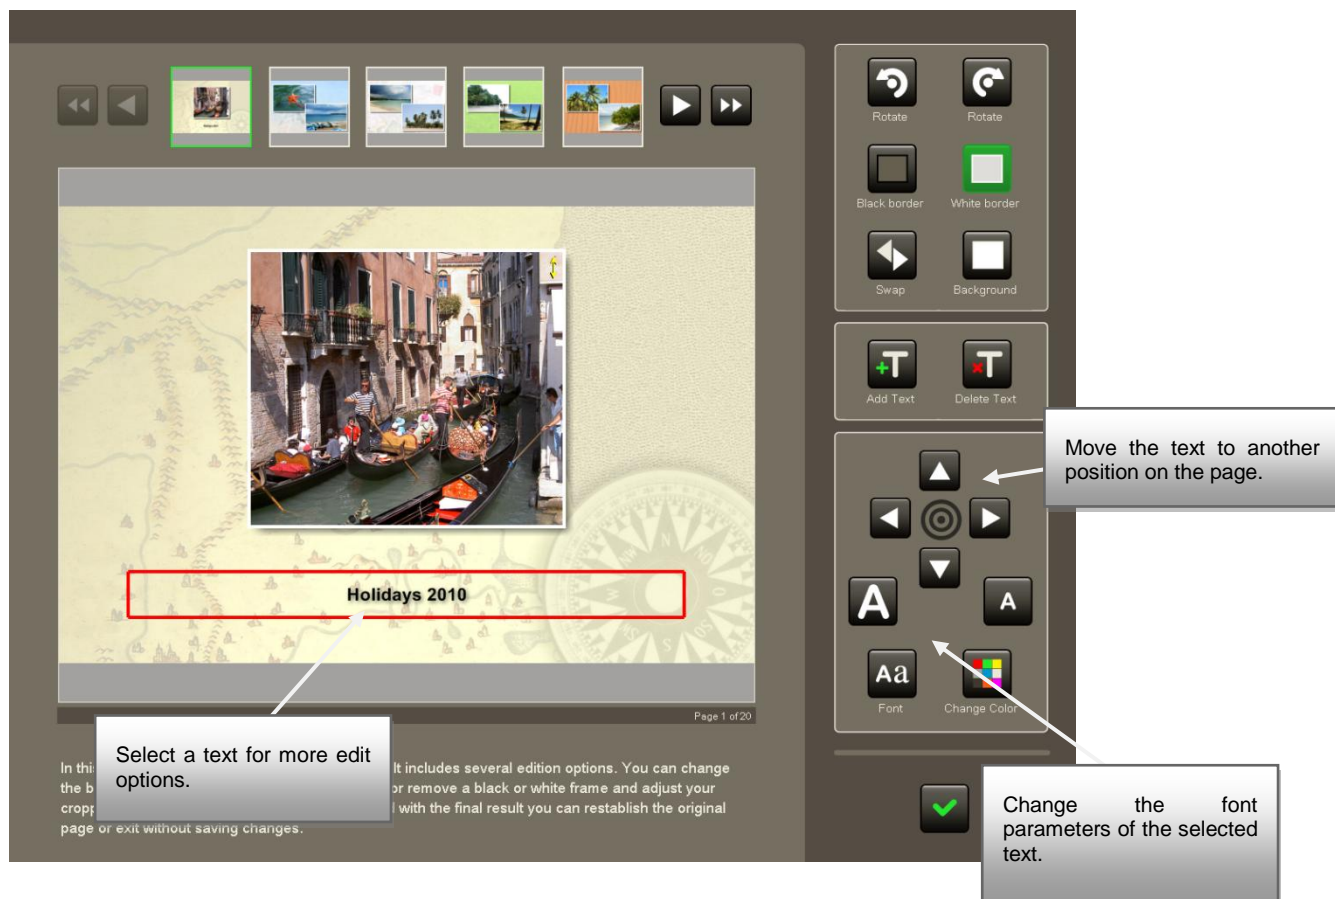 Rotate Rotate
Black border White border
Swap Background
Add Text Delete Text
Move the text to another
position on the page.
Holidays 2010
A A
Aa
Font Change Color
Page 1 of 20
Select a text for more edit
options.
In this It includes several edition options. You can change
the b or remove a black or white frame and adjust your
cropp with the final result you can restablish the original
page or exit without saving changes.
Change the font
parameters of the selected
text.